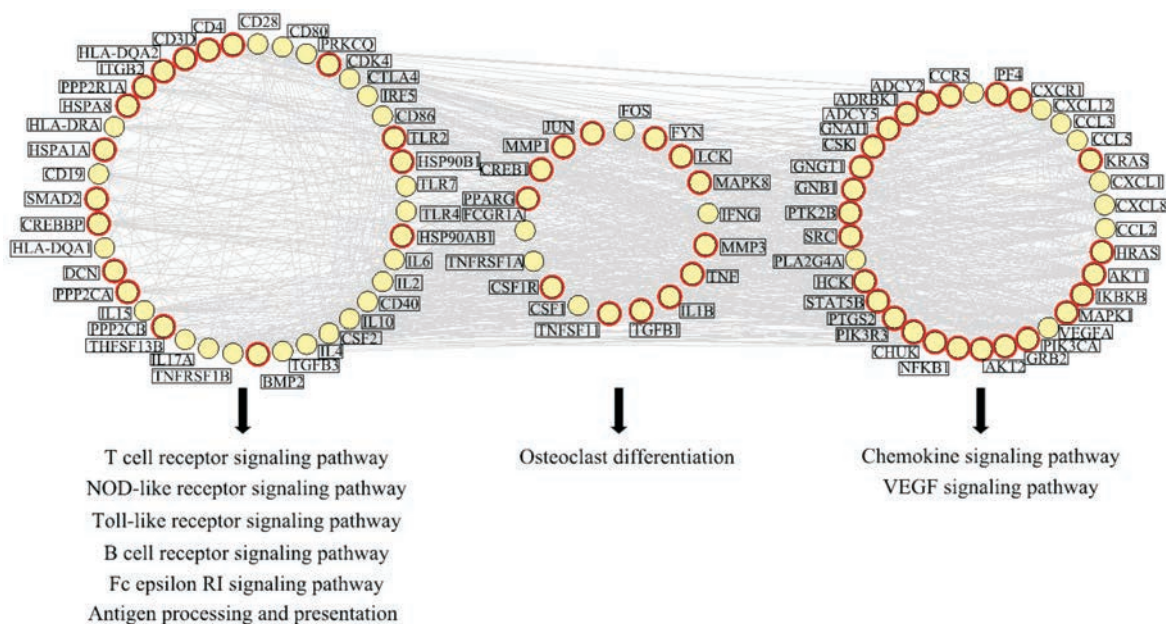 CD28
CD80
PRKCQ
CDK4
CTLA4
IRF5
CD86
TLR2
HSP90B1
TLR7
TLR4
HSP90AB1
IL6
IL2
CD40
IL10
CSF2
IL4
TGFB3
BMP2
TNFRSF1B
IL17A
THFSF13B
PPP2CB
IL15
PPP2CA
DCN
HLA-DQA1
CREBBP
SMAD2
CD19
HSPA1A
HLA-DRA
HSPA8
PPP2R1A
ITGB2
HLA-DQA2
CD3D
CD4
FOS
FYN
LCK
MAPK8
IFNG
MMP3
TNF
IL1B
TGFB1
TNFSF11
CSF1
CSF1R
TNFRSF1A
FCGR1A
PPARG
CREB1
MMP1
JUN
PF4
CXCR1
CXCL12
CCL3
CCL5
KRAS
CXCL1
CXCL8
CCL2
HRAS
AKT1
IKBKB
MAPK1
VEGFA
PIK3CA
GRB2
AKT2
NFKB1
CHUK
PIK3R3
PTGS2
STAT5B
HCK
PLA2G4A
SRC
PTK2B
GNB1
GNGT1
CSK
GNAI1
ADCY5
ADRBK1
ADCY2
CCR5
T cell receptor signaling pathway
NOD-like receptor signaling pathway
Toll-like receptor signaling pathway
B cell receptor signaling pathway
Fc epsilon RI signaling pathway
Antigen processing and presentation
Osteoclast differentiation
Chemokine signaling pathway
VEGF signaling pathway